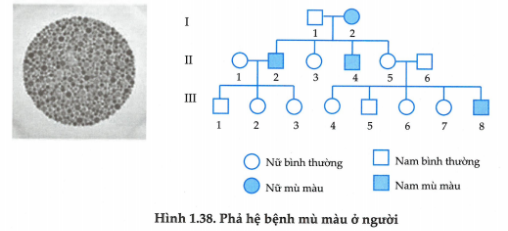 I
1 2
II
1 2 3 4 5 6
III
1 2 3 4 5 6 7 8
Nữ bình thường Nam bình thường
Nữ mù màu Nam mù màu
Hình 1.38. Phả hệ bệnh mù màu ở người